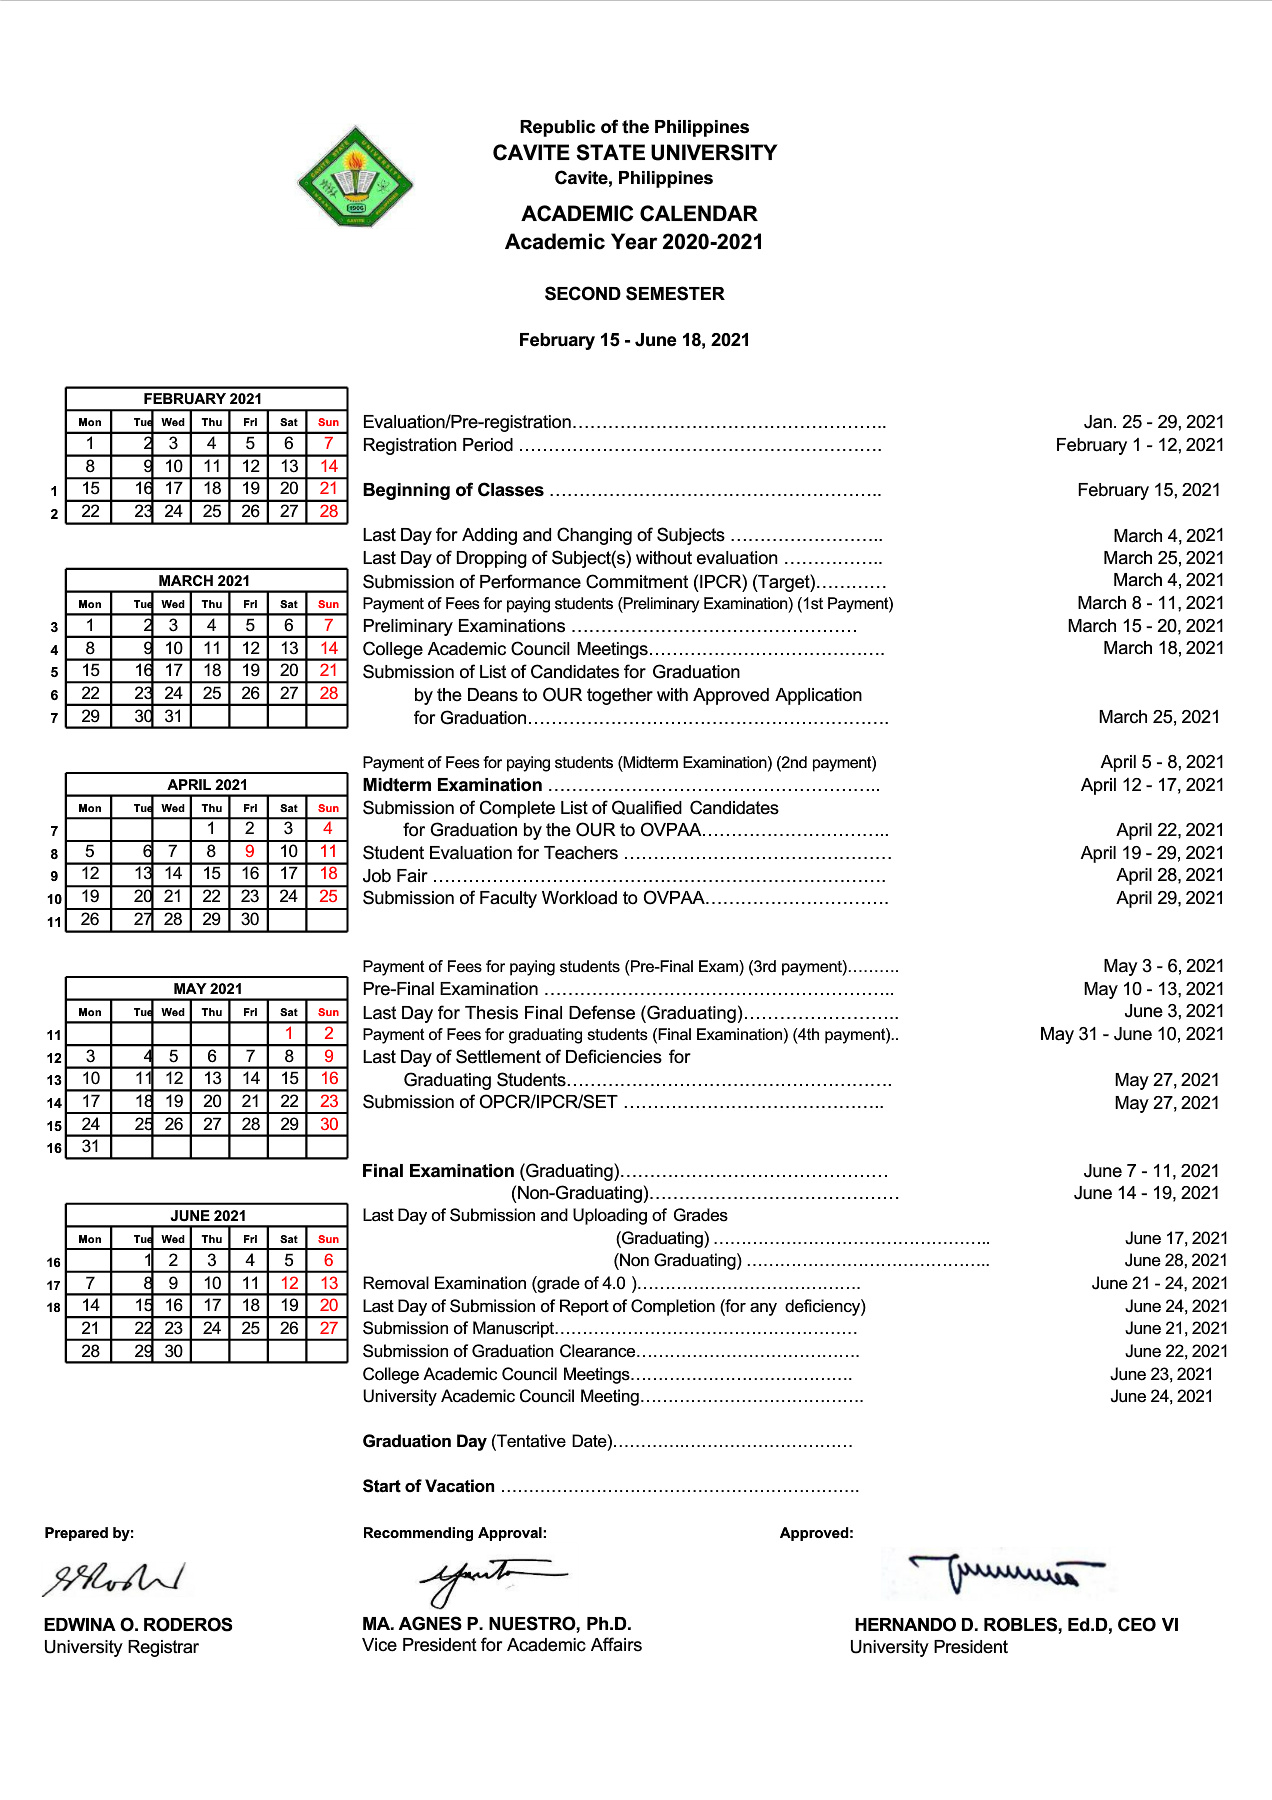 Republic of the Philippines
CAVITE STATE UNIVERSITY
Cavite, Philippines
ACADEMIC CALENDAR
Academic Year 2020-2021
SECOND SEMESTER
February 15 - June 18, 2021
CAVITE STATE UNIVERSITY
1906
CAVITE
FEBRUARY 2021
Mon Tue Wed Thu Fri Sat Sun
1 2 3 4 5 6 7
8 9 10 11 12 13 14
1 15 16 17 18 19 20 21
2 22 23 24 25 26 27 28
MARCH 2021
Mon Tue Wed Thu Fri Sat Sun
3 1 2 3 4 5 6 7
4 8 9 10 11 12 13 14
5 15 16 17 18 19 20 21
6 22 23 24 25 26 27 28
7 29 30 31
APRIL 2021
Mon Tue Wed Thu Fri Sat Sun
7 1 2 3 4
8 5 6 7 8 9 10 11
9 12 13 14 15 16 17 18
10 19 20 21 22 23 24 25
11 26 27 28 29 30
MAY 2021
Mon Tue Wed Thu Fri Sat Sun
11 1 2
12 3 4 5 6 7 8 9
13 10 11 12 13 14 15 16
14 17 18 19 20 21 22 23
15 24 25 26 27 28 29 30
16 31
JUNE 2021
Mon Tue Wed Thu Fri Sat Sun
16 1 2 3 4 5 6
17 7 8 9 10 11 12 13
18 14 15 16 17 18 19 20
21 22 23 24 25 26 27
28 29 30
Evaluation/Pre-registration…………………………………………….. Jan. 25 - 29, 2021
Registration Period ……………………………………………………. February 1 - 12, 2021
Beginning of Classes ……………………………………………….. February 15, 2021
Last Day for Adding and Changing of Subjects …………………….. March 4, 2021
Last Day of Dropping of Subject(s) without evaluation …………….. March 25, 2021
Submission of Performance Commitment (IPCR) (Target)………… March 4, 2021
Payment of Fees for paying students (Preliminary Examination) (1st Payment) March 8 - 11, 2021
Preliminary Examinations ………………………………………… March 15 - 20, 2021
College Academic Council Meetings…………………………………. March 18, 2021
Submission of List of Candidates for Graduation
by the Deans to OUR together with Approved Application
for Graduation……………………………………………………. March 25, 2021
Payment of Fees for paying students (Midterm Examination) (2nd payment) April 5 - 8, 2021
Midterm Examination ………………………………………………….. April 12 - 17, 2021
Submission of Complete List of Qualified Candidates
for Graduation by the OUR to OVPAA………………………….. April 22, 2021
Student Evaluation for Teachers ……………………………………… April 19 - 29, 2021
Job Fair …………………………………………………………………. April 28, 2021
Submission of Faculty Workload to OVPAA………………………… April 29, 2021
Payment of Fees for paying students (Pre-Final Exam) (3rd payment)………. May 3 - 6, 2021
Pre-Final Examination ………………………………………………….. May 10 - 13, 2021
Last Day for Thesis Final Defense (Graduating)…………………….. June 3, 2021
Payment of Fees for graduating students (Final Examination) (4th payment).. May 31 - June 10, 2021
Last Day of Settlement of Deficiencies for
Graduating Students………………………………………………. May 27, 2021
Submission of OPCR/IPCR/SET …………………………………….. May 27, 2021
Final Examination (Graduating)……………………………………… June 7 - 11, 2021
(Non-Graduating)…………………………………… June 14 - 19, 2021
Last Day of Submission and Uploading of Grades
(Graduating) ……………………………………….. June 17, 2021
(Non Graduating) ………………………………….. June 28, 2021
Removal Examination (grade of 4.0 )………………………………. June 21 - 24, 2021
Last Day of Submission of Report of Completion (for any deficiency) June 24, 2021
Submission of Manuscript…………………………………………… June 21, 2021
Submission of Graduation Clearance………………………………. June 22, 2021
College Academic Council Meetings………………………………. June 23, 2021
University Academic Council Meeting………………………………. June 24, 2021
Graduation Day (Tentative Date)…………………………………
Start of Vacation …………………………………………………….
Prepared by: Recommending Approval: Approved:
EDWINA O. RODEROS MA. AGNES P. NUESTRO, Ph.D. HERNANDO D. ROBLES, Ed.D, CEO VI
University Registrar Vice President for Academic Affairs University President